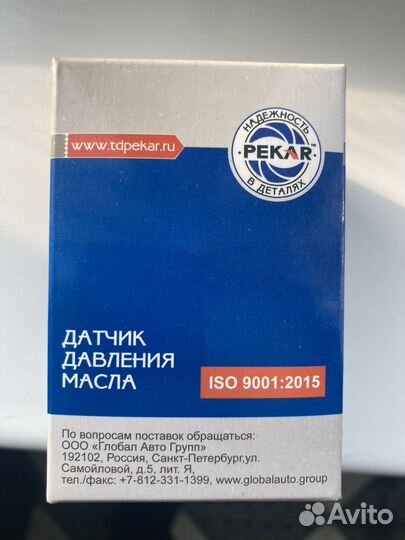 www.tdpekar.ru
НАДЕЖНОСТЬ
PEKAR™
В ДЕТАЛЯХ
ДАТЧИК
ДАВЛЕНИЯ
МАСЛА
ISO 9001:2015
По вопросам поставок обращаться:
ООО «Глобал Авто Групп»
192102, Россия, Санкт-Петербург,ул.
Самойловой, д.5, лит. Я,
тел./факс: +7-812-331-1399, www.globalauto.group
Avito